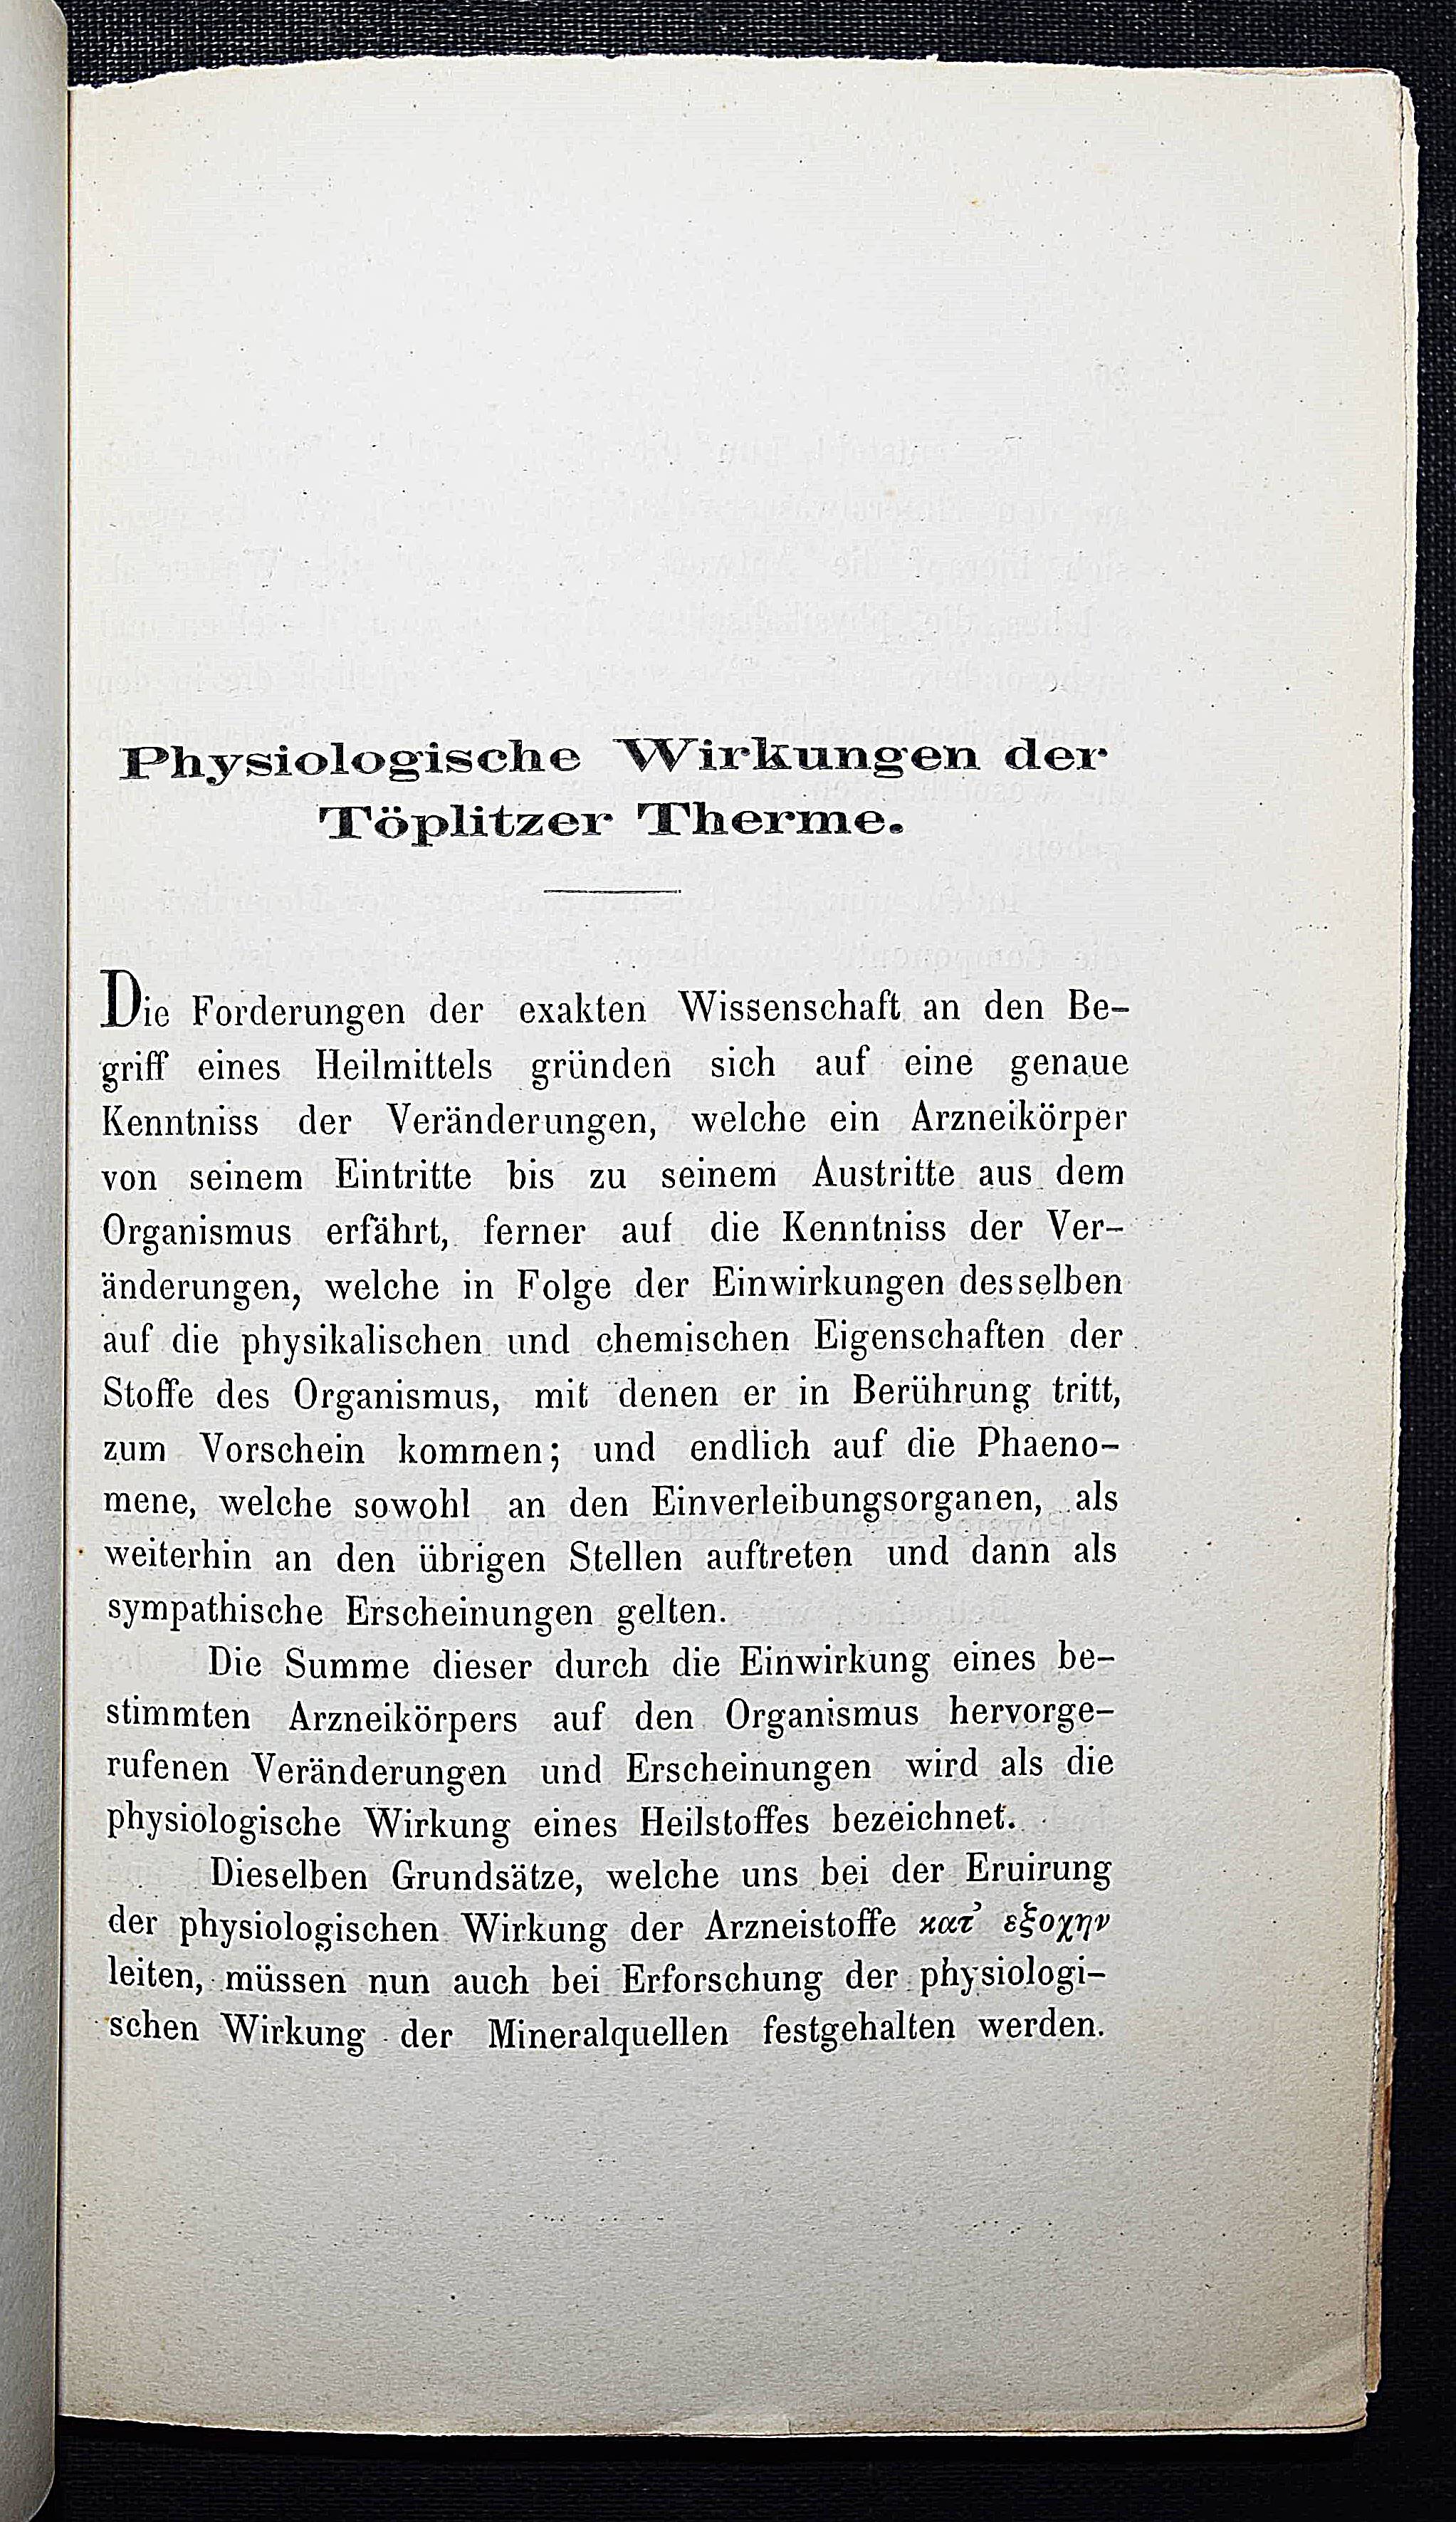 Physiologische Wirkungen der
Töplitzer Therme.
Die Forderungen der exakten Wissenschaft an den Be-
griff eines Heilmittels gründen sich auf eine genaue
Kenntniss der Veränderungen, welche ein Arzneikörper
von seinem Eintritte bis zu seinem Austritte aus dem
Organismus erfährt, ferner auf die Kenntniss der Ver-
änderungen, welche in Folge der Einwirkungen desselben
auf die physikalischen und chemischen Eigenschaften der
Stoffe des Organismus, mit denen er in Berührung tritt,
zum Vorschein kommen; und endlich auf die Phaeno-
mene, welche sowohl an den Einverleibungsorganen, als
weiterhin an den übrigen Stellen auftreten und dann als
sympathische Erscheinungen gelten.
Die Summe dieser durch die Einwirkung eines be-
stimmten Arzneikörpers auf den Organismus hervorge-
rufenen Veränderungen und Erscheinungen wird als die
physiologische Wirkung eines Heilstoffes bezeichnet.
Dieselben Grundsätze, welche uns bei der Eruirung
der physiologischen Wirkung der Arzneistoffe κατ’ εξοχην
leiten, müssen nun auch bei Erforschung der physiologi-
schen Wirkung der Mineralquellen festgehalten werden.